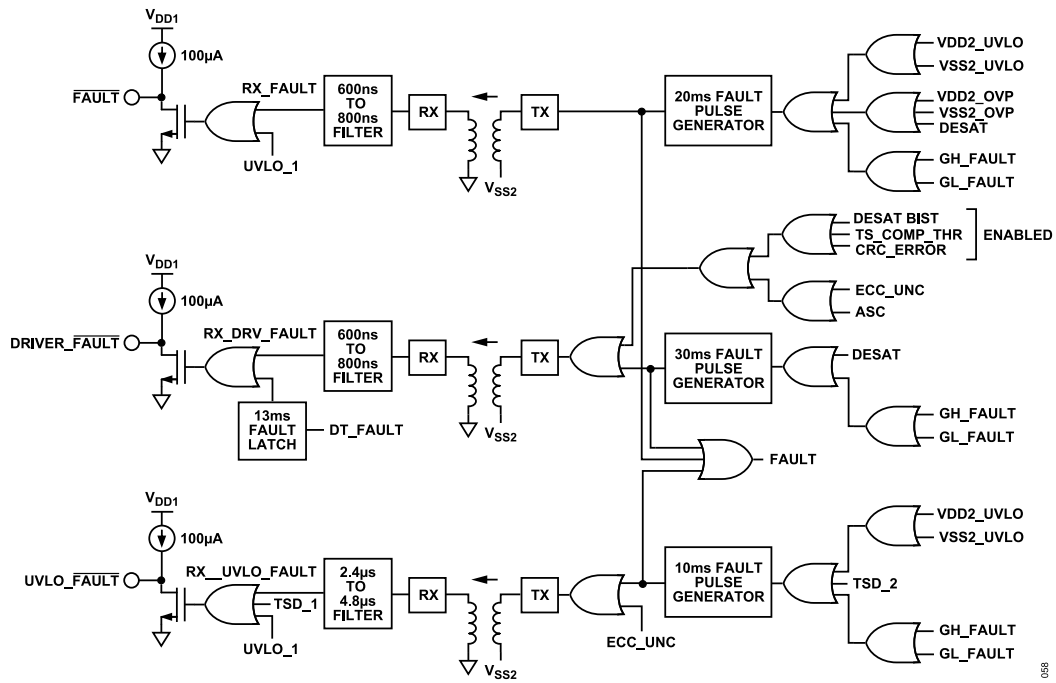 VDD1
100µA
FAULT
RX_FAULT
UVLO_1
600ns
TO
800ns
FILTER
RX
TX
VSS2
20ms FAULT
PULSE
GENERATOR
VDD2_UVLO
VSS2_UVLO
VDD2_OVP
VSS2_OVP
DESAT
GH_FAULT
GL_FAULT
DESAT BIST
TS_COMP_THR
CRC_ERROR
ENABLED
ECC_UNC
ASC
VDD1
100µA
DRIVER_FAULT
RX_DRV_FAULT
13ms
FAULT
LATCH
DT_FAULT
600ns
TO
800ns
FILTER
RX
TX
VSS2
30ms FAULT
PULSE
GENERATOR
DESAT
GH_FAULT
GL_FAULT
FAULT
VDD1
100µA
UVLO_FAULT
RX__UVLO_FAULT
TSD_1
UVLO_1
2.4µs
TO
4.8µs
FILTER
RX
TX
VSS2
ECC_UNC
10ms FAULT
PULSE
GENERATOR
VDD2_UVLO
VSS2_UVLO
TSD_2
GH_FAULT
GL_FAULT
058